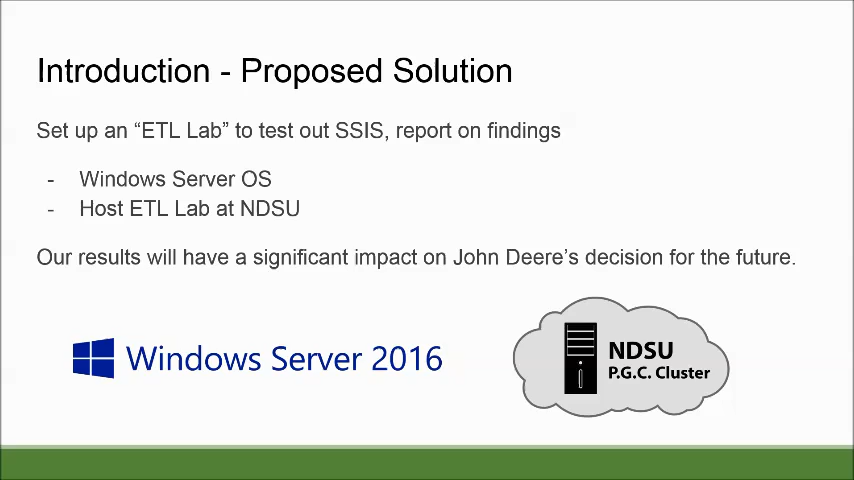 Introduction - Proposed Solution
Set up an “ETL Lab” to test out SSIS, report on findings
- Windows Server OS
- Host ETL Lab at NDSU
Our results will have a significant impact on John Deere’s decision for the future.
Windows Server 2016
NDSU
P.G.C. Cluster